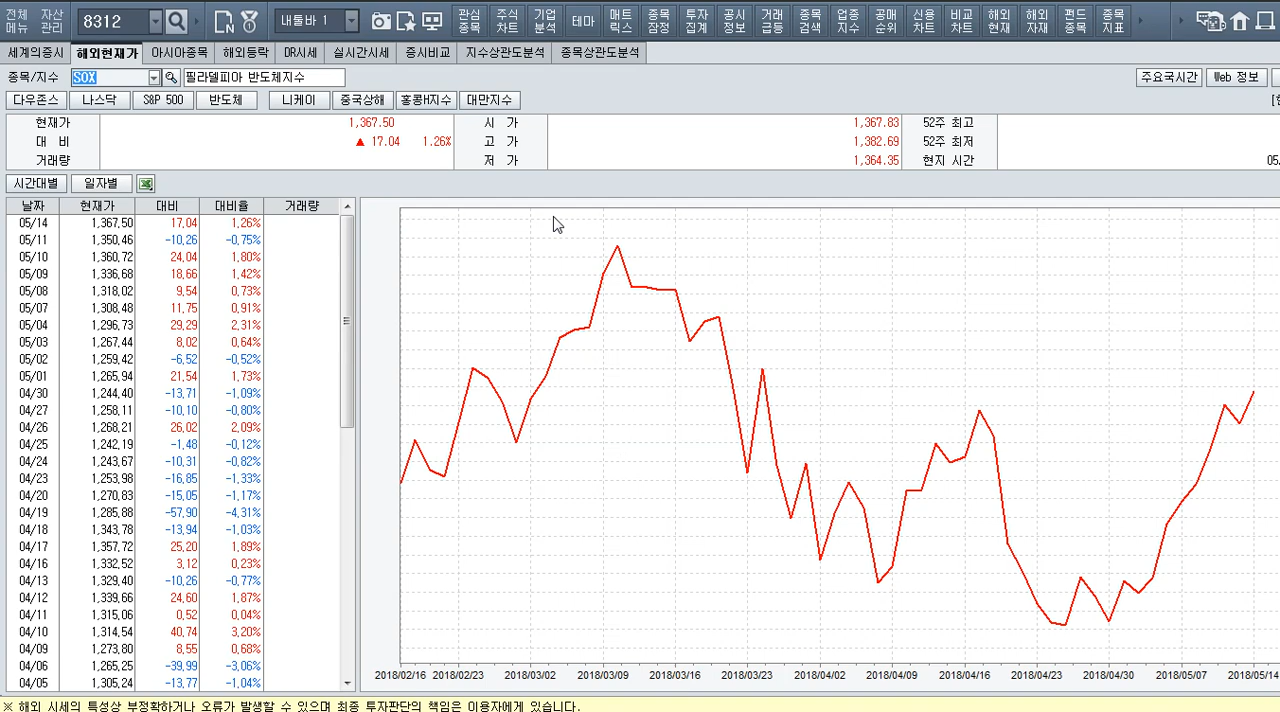 전체 자산 8312 내툴바 1 관심 주식 기업 테마 매트 종목 투자 공시 거래 종목 업종 공매 신용 비교 해외 해외 펀드 종목
메뉴 관리 종목 차트 분석 릭스 잠정 집계 정보 급등 검색 지수 순위 차트 차트 현재 자재 종목 지표
세계의증시 해외현재가 아시아종목 해외등락 DR시세 실시간시세 증시비교 지수상관도분석 종목상관도분석
종목/지수 SOX 필라델피아 반도체지수 주요국시간 Web 정보
다우존스 나스닥 S&P 500 반도체 니케이 중국상해 홍콩H지수 대만지수
현재가 1,367.50 시 가 1,367.83 52주 최고
대 비 ▲ 17.04 1.26% 고 가 1,382.69 52주 최저
거래량 저 가 1,364.35 현지 시간 05.
시간대별 일자별
날짜 현재가 대비 대비율 거래량
05/14 1,367.50 17.04 1.26%
05/11 1,350.46 -10.26 -0.75%
05/10 1,360.72 24.04 1.80%
05/09 1,336.68 18.66 1.42%
05/08 1,318.02 9.54 0.73%
05/07 1,308.48 11.75 0.91%
05/04 1,296.73 29.29 2.31%
05/03 1,267.44 8.02 0.64%
05/02 1,259.42 -6.52 -0.52%
05/01 1,265.94 21.54 1.73%
04/30 1,244.40 -13.71 -1.09%
04/27 1,258.11 -10.10 -0.80%
04/26 1,268.21 26.02 2.09%
04/25 1,242.19 -1.48 -0.12%
04/24 1,243.67 -10.31 -0.82%
04/23 1,253.98 -16.85 -1.33%
04/20 1,270.83 -15.05 -1.17%
04/19 1,285.88 -57.90 -4.31%
04/18 1,343.78 -13.94 -1.03%
04/17 1,357.72 25.20 1.89%
04/16 1,332.52 3.12 0.23%
04/13 1,329.40 -10.26 -0.77%
04/12 1,339.66 24.60 1.87%
04/11 1,315.06 0.52 0.04%
04/10 1,314.54 40.74 3.20%
04/09 1,273.80 8.55 0.68%
04/06 1,265.25 -39.99 -3.06%
04/05 1,305.24 -13.77 -1.04%
2018/02/16 2018/02/23 2018/03/02 2018/03/09 2018/03/16 2018/03/23 2018/04/02 2018/04/09 2018/04/16 2018/04/23 2018/04/30 2018/05/07 2018/05/14
※ 해외 시세의 특성상 부정확하거나 오류가 발생할 수 있으며 최종 투자판단의 책임은 이용자에게 있습니다.